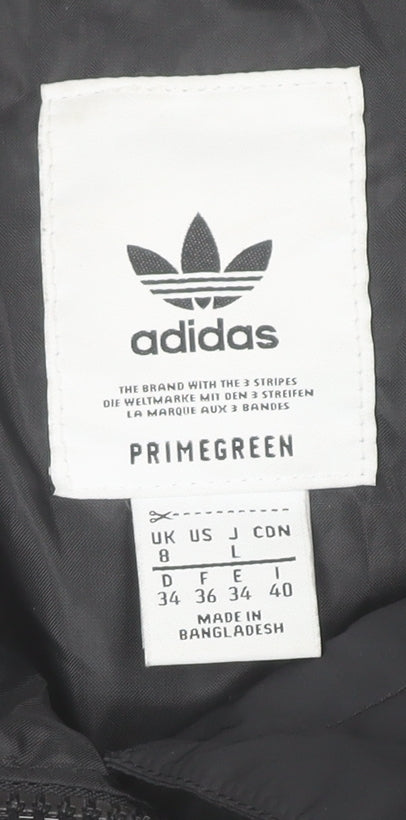 adidas
THE BRAND WITH THE 3 STRIPES
DIE WELTMARKE MIT DEN 3 STREIFEN
LA MARQUE AUX 3 BANDES
PRIMEGREEN
UK US J CDN
8 L
D F E I
34 36 34 40
MADE IN
BANGLADESH